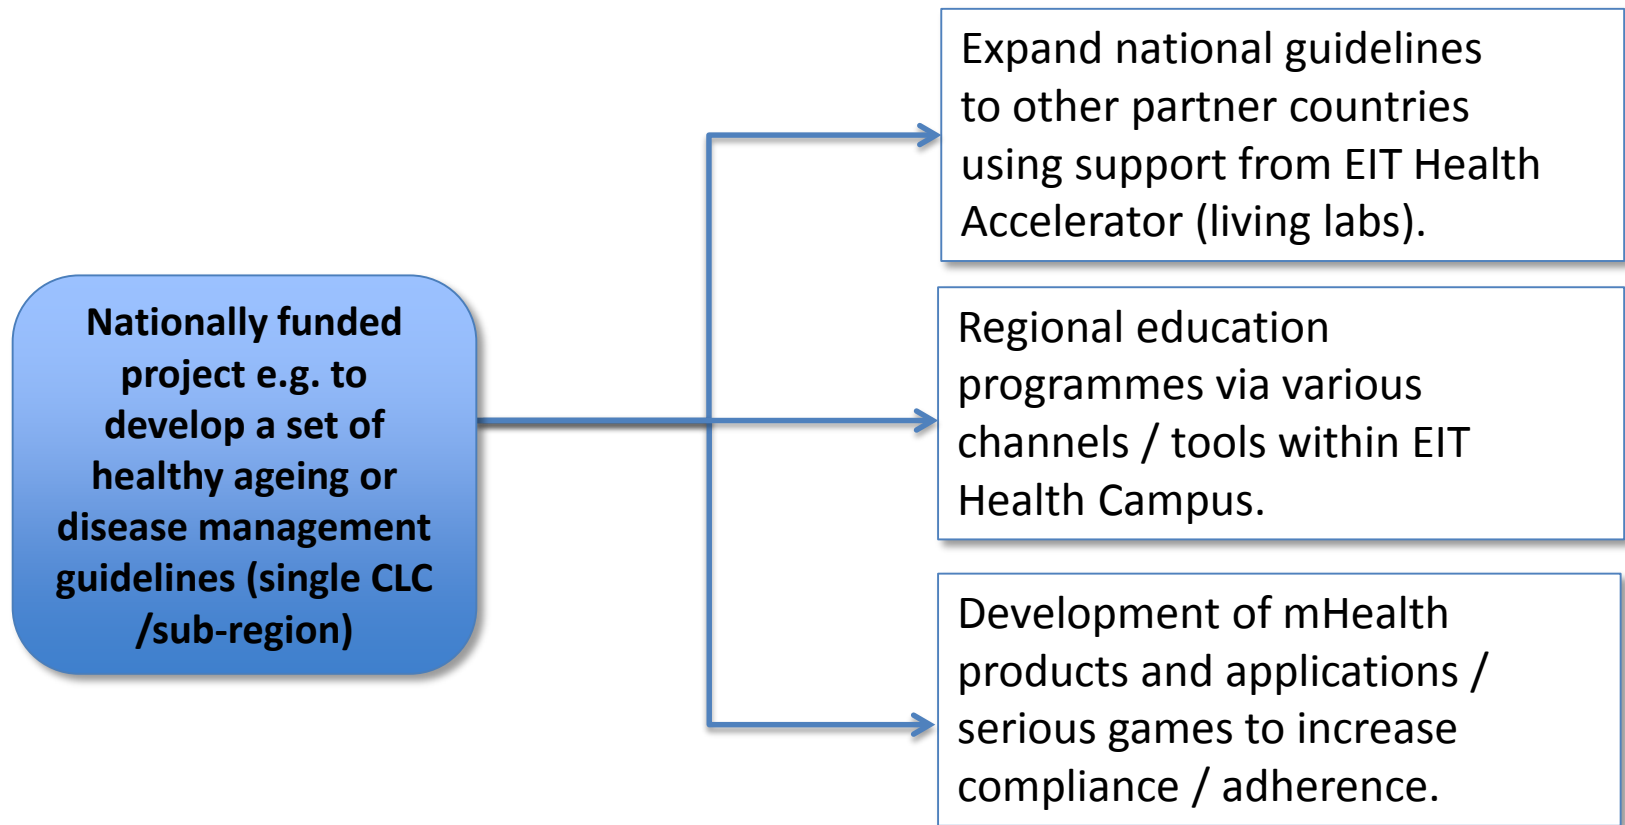 Nationally funded
project e.g. to
develop a set of
healthy ageing or
disease management
guidelines (single CLC
/sub-region)
Expand national guidelines
to other partner countries
using support from EIT Health
Accelerator (living labs).
Regional education
programmes via various
channels / tools within EIT
Health Campus.
Development of mHealth
products and applications /
serious games to increase
compliance / adherence.